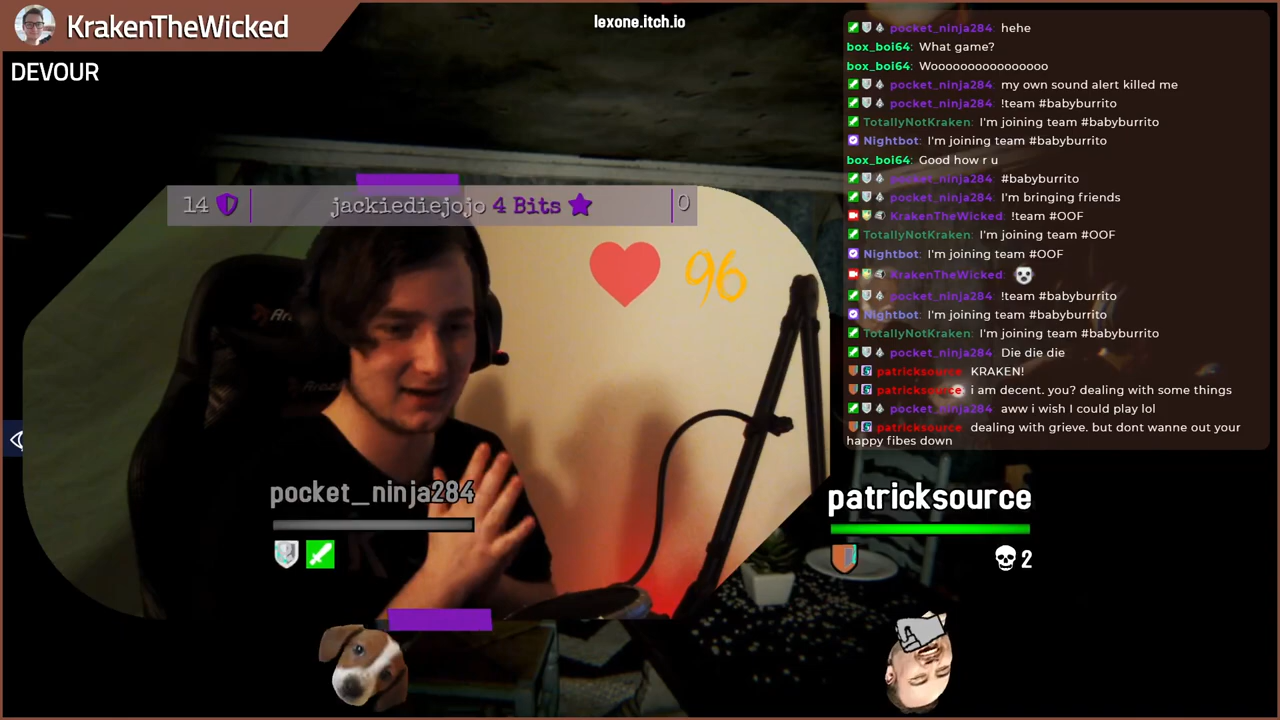 KrakenTheWicked
DEVOUR
lexone.itch.io
14
jackiediejojo 4 Bits
0
96
pocket_ninja284
patricksource
2
pocket_ninja284: hehe
box_boi64: What game?
box_boi64: Wooooooooooooooo
pocket_ninja284: my own sound alert killed me
pocket_ninja284: !team #babyburrito
TotallyNotKraken: I'm joining team #babyburrito
Nightbot: I'm joining team #babyburrito
box_boi64: Good how r u
pocket_ninja284: #babyburrito
pocket_ninja284: I'm bringing friends
KrakenTheWicked: !team #OOF
TotallyNotKraken: I'm joining team #OOF
Nightbot: I'm joining team #OOF
KrakenTheWicked:
pocket_ninja284: !team #babyburrito
Nightbot: I'm joining team #babyburrito
TotallyNotKraken: I'm joining team #babyburrito
pocket_ninja284: Die die die
patricksource: KRAKEN!
patricksource: i am decent. you? dealing with some things
pocket_ninja284: aww i wish I could play lol
patricksource: dealing with grieve. but dont wanne out your
happy fibes down